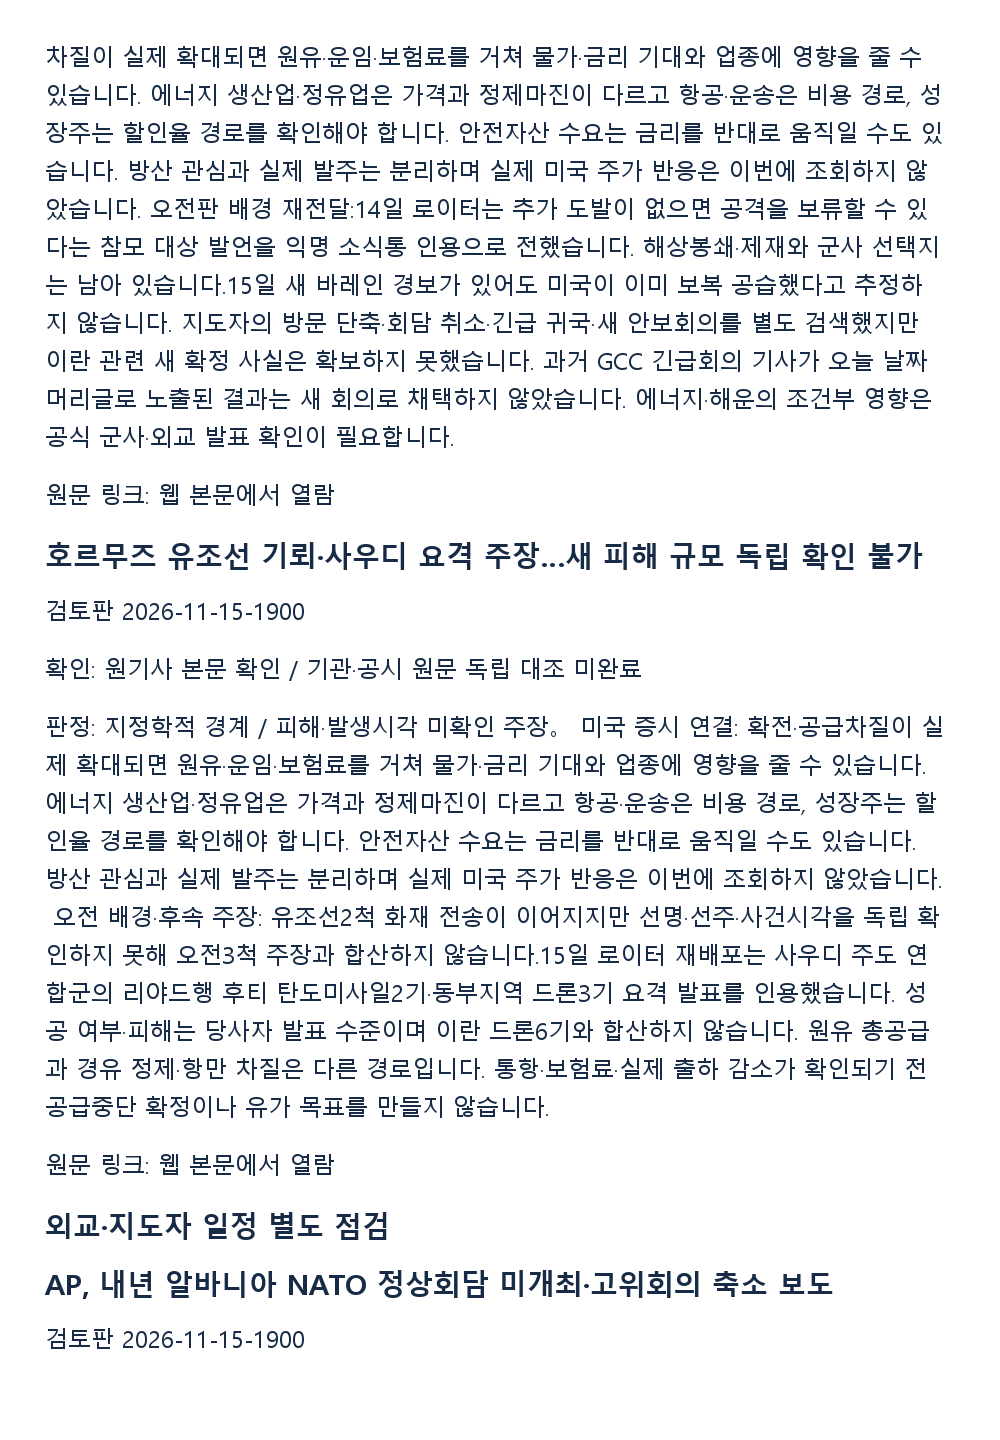 차질이 실제 확대되면 원유·운임·보험료를 거쳐 물가·금리 기대와 업종에 영향을 줄 수
있습니다. 에너지 생산업·정유업은 가격과 정제마진이 다르고 항공·운송은 비용 경로, 성
장주는 할인율 경로를 확인해야 합니다. 안전자산 수요는 금리를 반대로 움직일 수도 있
습니다. 방산 관심과 실제 발주는 분리하며 실제 미국 주가 반응은 이번에 조회하지 않
았습니다. 오전판 배경 재전달:14일 로이터는 추가 도발이 없으면 공격을 보류할 수 있
다는 참모 대상 발언을 익명 소식통 인용으로 전했습니다. 해상봉쇄·제재와 군사 선택지
는 남아 있습니다.15일 새 바레인 경보가 있어도 미국이 이미 보복 공습했다고 추정하
지 않습니다. 지도자의 방문 단축·회담 취소·긴급 귀국·새 안보회의를 별도 검색했지만
이란 관련 새 확정 사실은 확보하지 못했습니다. 과거 GCC 긴급회의 기사가 오늘 날짜
머리글로 노출된 결과는 새 회의로 채택하지 않았습니다. 에너지·해운의 조건부 영향은
공식 군사·외교 발표 확인이 필요합니다.
원문 링크: 웹 본문에서 열람
호르무즈 유조선 기뢰·사우디 요격 주장…새 피해 규모 독립 확인 불가
검토판 2026-11-15-1900
확인: 원기사 본문 확인 / 기관·공시 원문 독립 대조 미완료
판정: 지정학적 경계 / 피해·발생시각 미확인 주장。 미국 증시 연결: 확전·공급차질이 실
제 확대되면 원유·운임·보험료를 거쳐 물가·금리 기대와 업종에 영향을 줄 수 있습니다.
에너지 생산업·정유업은 가격과 정제마진이 다르고 항공·운송은 비용 경로, 성장주는 할
인율 경로를 확인해야 합니다. 안전자산 수요는 금리를 반대로 움직일 수도 있습니다.
방산 관심과 실제 발주는 분리하며 실제 미국 주가 반응은 이번에 조회하지 않았습니다.
오전 배경·후속 주장: 유조선2척 화재 전송이 이어지지만 선명·선주·사건시각을 독립 확
인하지 못해 오전3척 주장과 합산하지 않습니다.15일 로이터 재배포는 사우디 주도 연
합군의 리야드행 후티 탄도미사일2기·동부지역 드론3기 요격 발표를 인용했습니다. 성
공 여부·피해는 당사자 발표 수준이며 이란 드론6기와 합산하지 않습니다. 원유 총공급
과 경유 정제·항만 차질은 다른 경로입니다. 통항·보험료·실제 출하 감소가 확인되기 전
공급중단 확정이나 유가 목표를 만들지 않습니다.
원문 링크: 웹 본문에서 열람
외교·지도자 일정 별도 점검
AP, 내년 알바니아 NATO 정상회담 미개최·고위회의 축소 보도
검토판 2026-11-15-1900